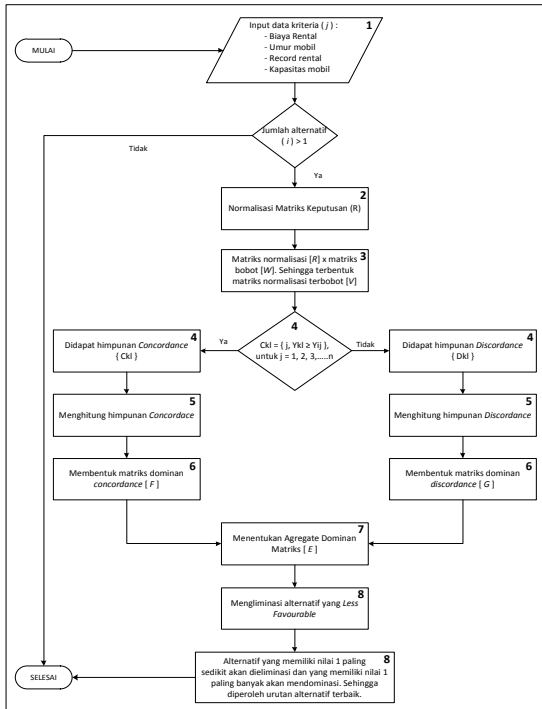 MULAI
Input data kriteria ( j ) :
1
- Biaya Rental
- Umur mobil
- Record rental
- Kapasitas mobil
Jumlah alternatif
( i ) > 1
Tidak
Ya
2
Normalisasi Matriks Keputusan (R)
3
Matriks normalisasi [R] x matriks
bobot [W]. Sehingga terbentuk
matriks normalisasi terbobot [V]
4
Ckl = { j, Ykl ≥ Yij },
untuk j = 1, 2, 3,.....n
Ya
Tidak
4
Didapat himpunan Concordance
{ Ckl }
4
Didapat himpunan Discordance
{ Dkl }
5
Menghitung himpunan Concordace
5
Menghitung himpunan Discordance
6
Membentuk matriks dominan
concordance [ F ]
6
Membentuk matriks dominan
discordance [ G ]
7
Menentukan Agregate Dominan
Matriks [ E ]
8
Mengliminasi alternatif yang Less
Favourable
8
Alternatif yang memiliki nilai 1 paling
sedikit akan dieliminasi dan yang memiliki nilai 1
paling banyak akan mendominasi. Sehingga
diperoleh urutan alternatif terbaik.
SELESAI